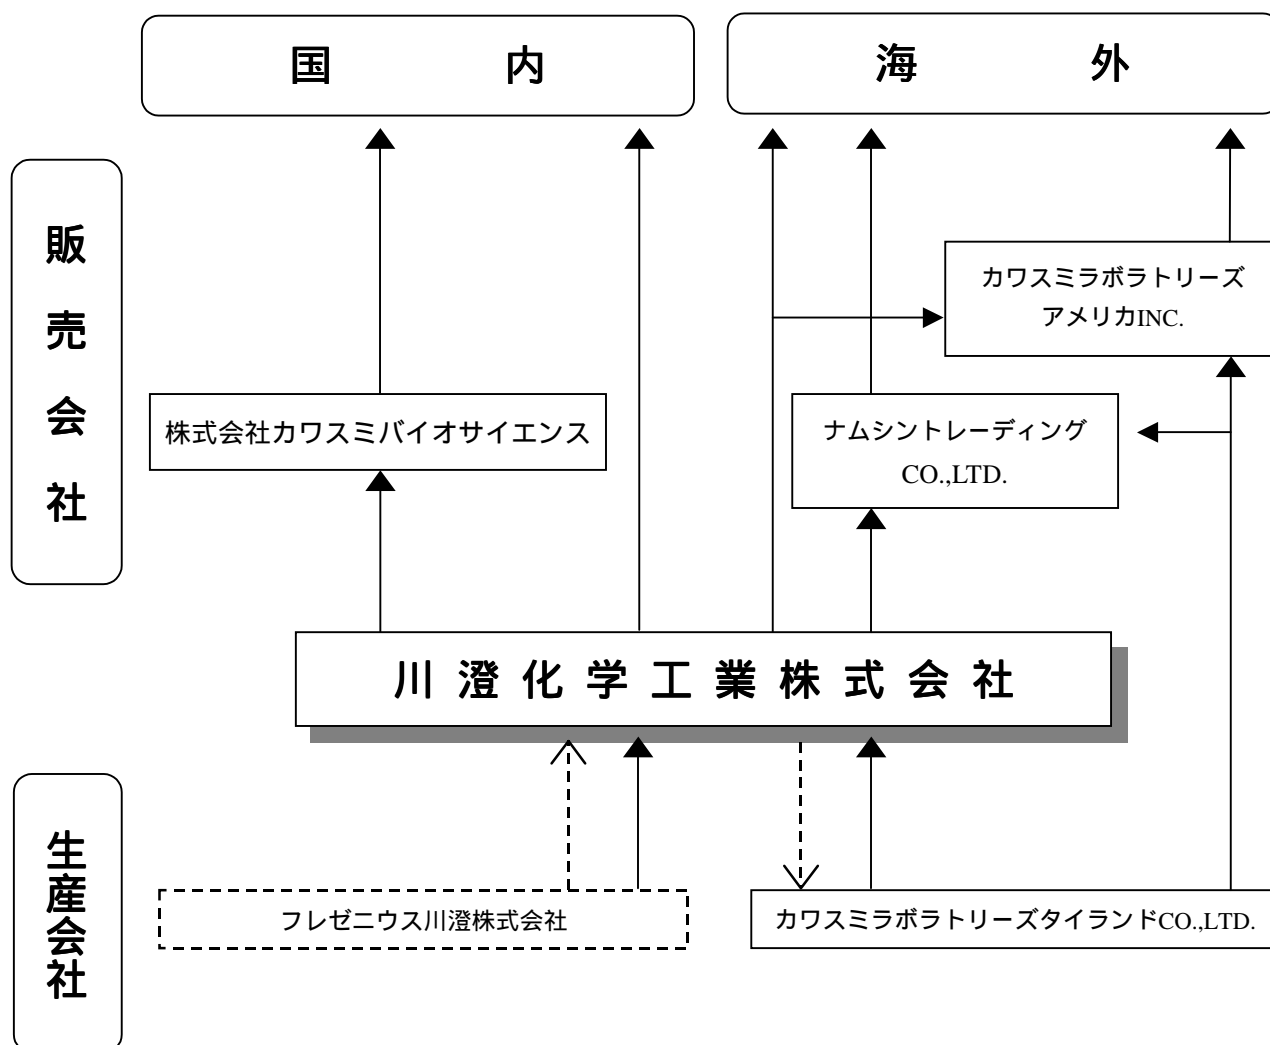 国 内
海 外
販売会社
カワスミラボラトリーズ
アメリカINC.
株式会社カワスミバイオサイエンス
ナムシントレーディング
CO.,LTD.
川澄化学工業株式会社
生産会社
フレゼニウス川澄株式会社
カワスミラボラトリーズタイランドCO.,LTD.